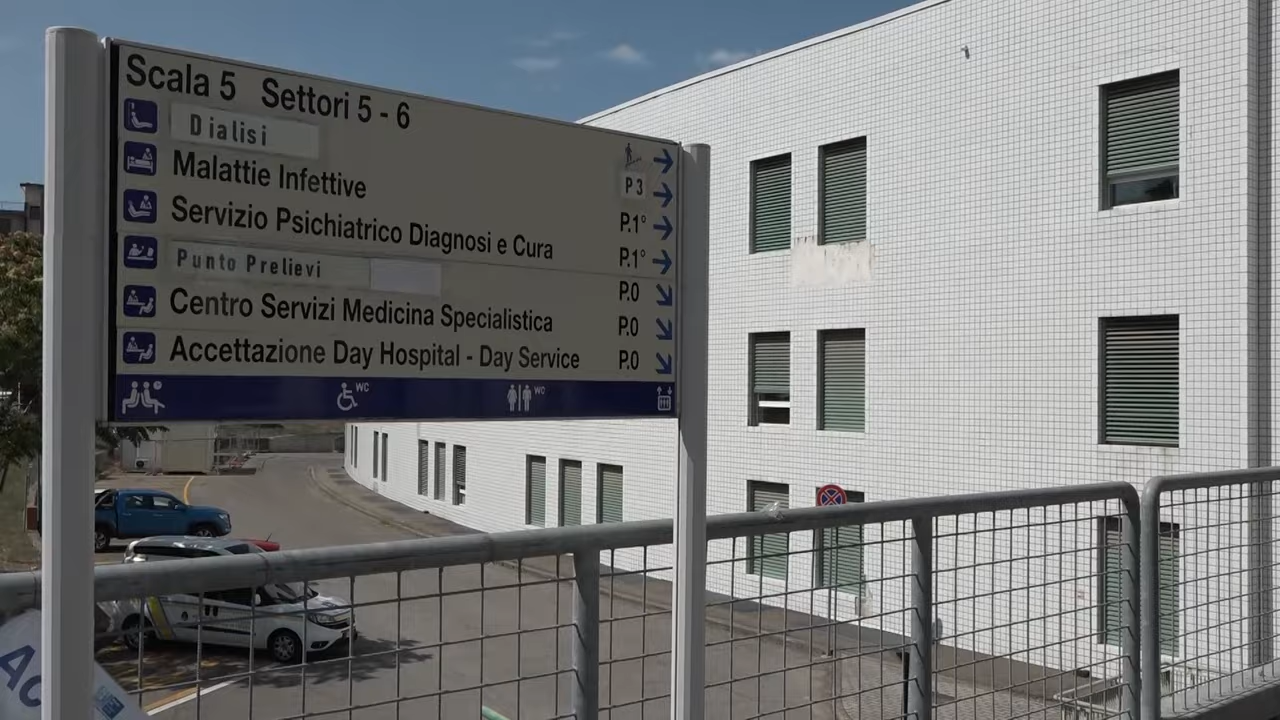 Scala 5 Settori 5 - 6
Dialisi
P3
Malattie Infettive
P.1°
Servizio Psichiatrico Diagnosi e Cura
P.1°
Punto Prelievi
P.0
Centro Servizi Medicina Specialistica
P.0
Accettazione Day Hospital - Day Service
P.0
WC
WC